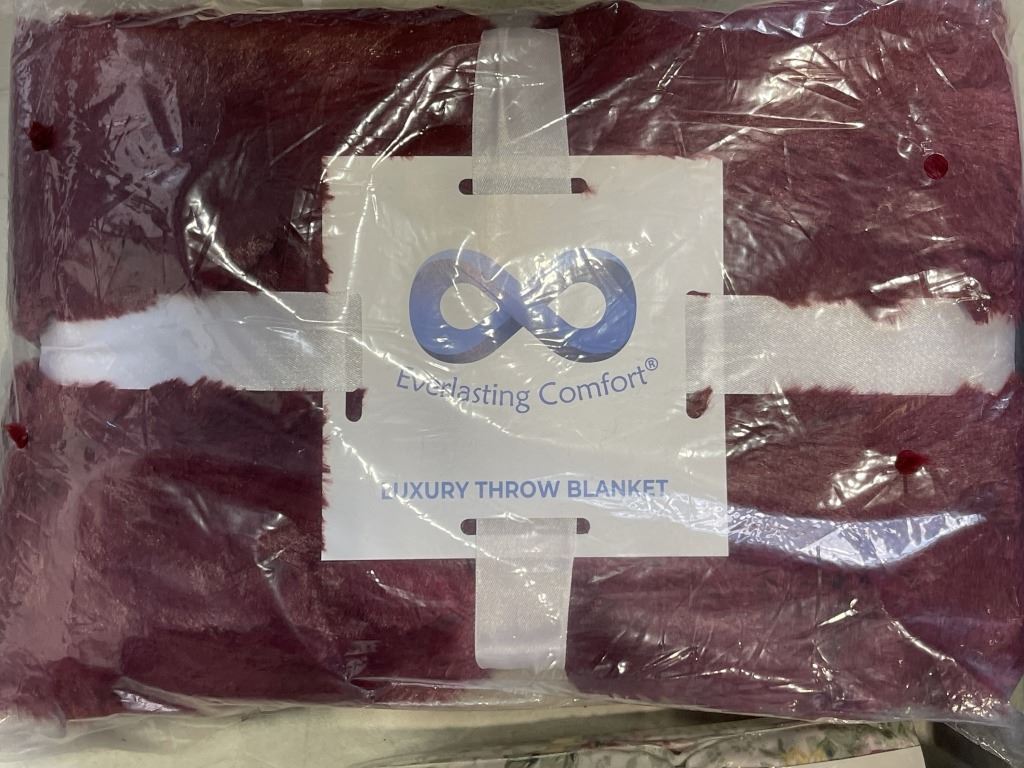 Everlasting Comfort®
LUXURY THROW BLANKET